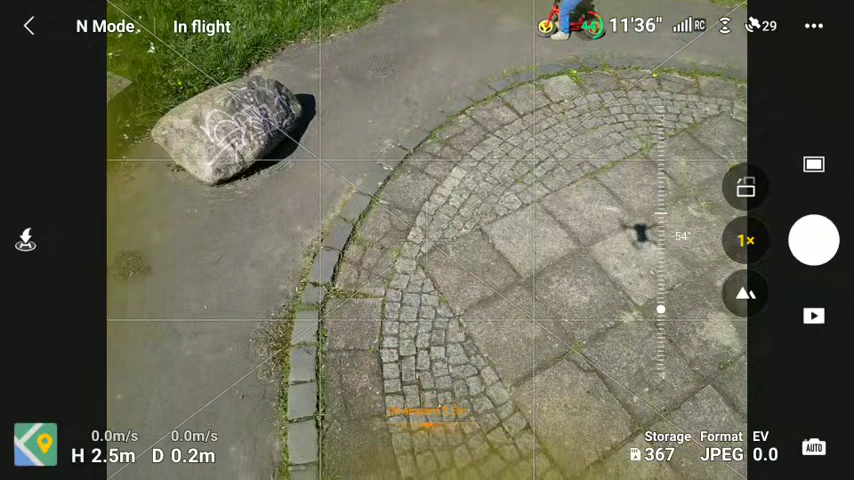 N Mode
In flight
44
11'36"
RC
29
-54°
1×
0.0m/s
0.0m/s
H 2.5m
D 0.2m
Storage
Format
EV
367
JPEG
0.0
AUTO